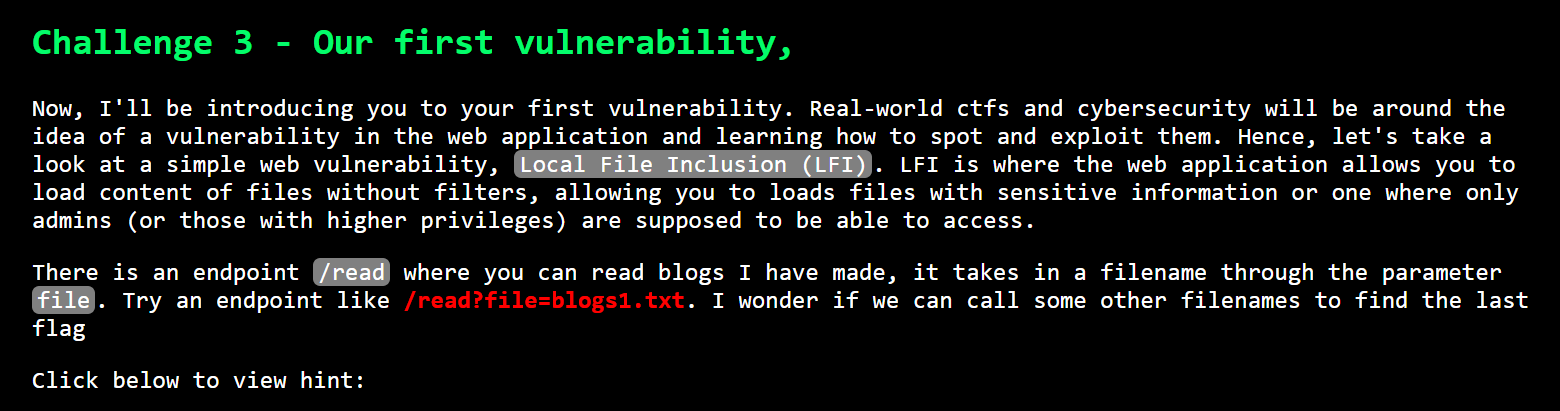 Challenge 3 - Our first vulnerability,
Now, I'll be introducing you to your first vulnerability. Real-world ctfs and cybersecurity will be around the
idea of a vulnerability in the web application and learning how to spot and exploit them. Hence, let's take a
look at a simple web vulnerability, Local File Inclusion (LFI). LFI is where the web application allows you to
load content of files without filters, allowing you to loads files with sensitive information or one where only
admins (or those with higher privileges) are supposed to be able to access.
There is an endpoint /read where you can read blogs I have made, it takes in a filename through the parameter
file. Try an endpoint like /read?file=blogs1.txt. I wonder if we can call some other filenames to find the last
flag
Click below to view hint: